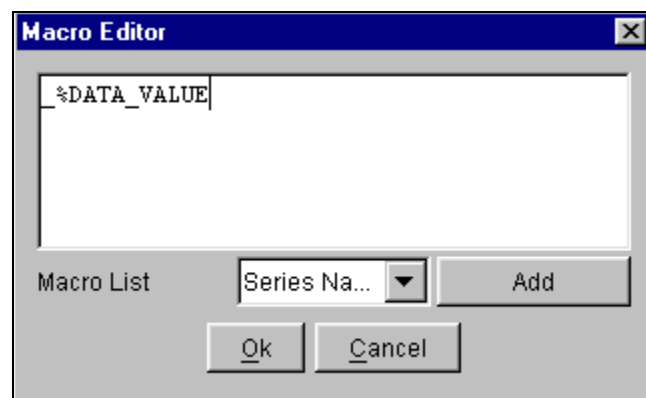 Macro Editor
_%DATA_VALUE
Macro List Series Na... Add
Ok Cancel